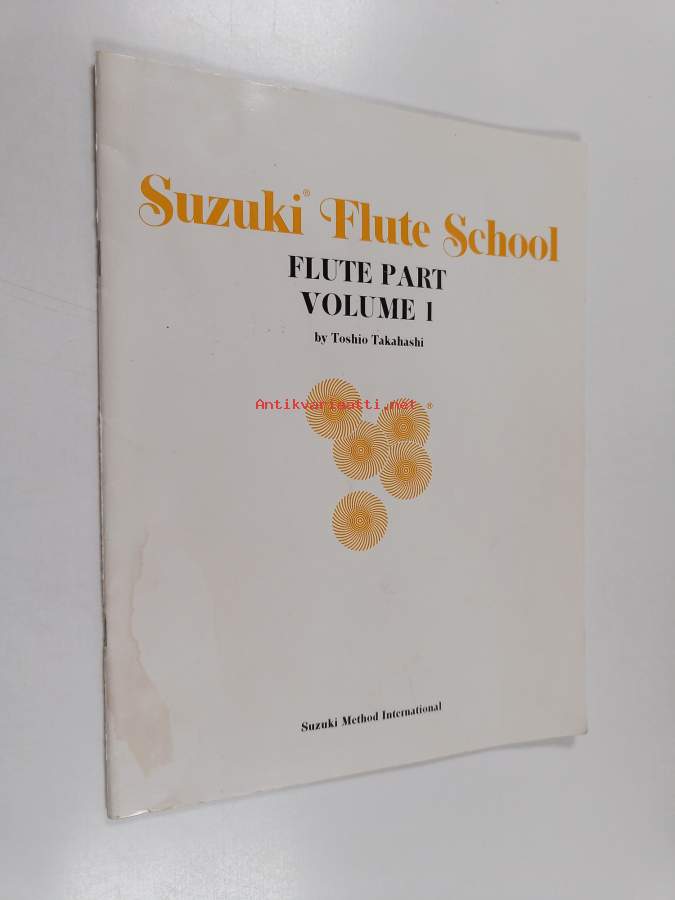 Suzuki® Flute School
FLUTE PART
VOLUME 1
by Toshio Takahashi
Antikvariaatti.net ®
Suzuki Method International